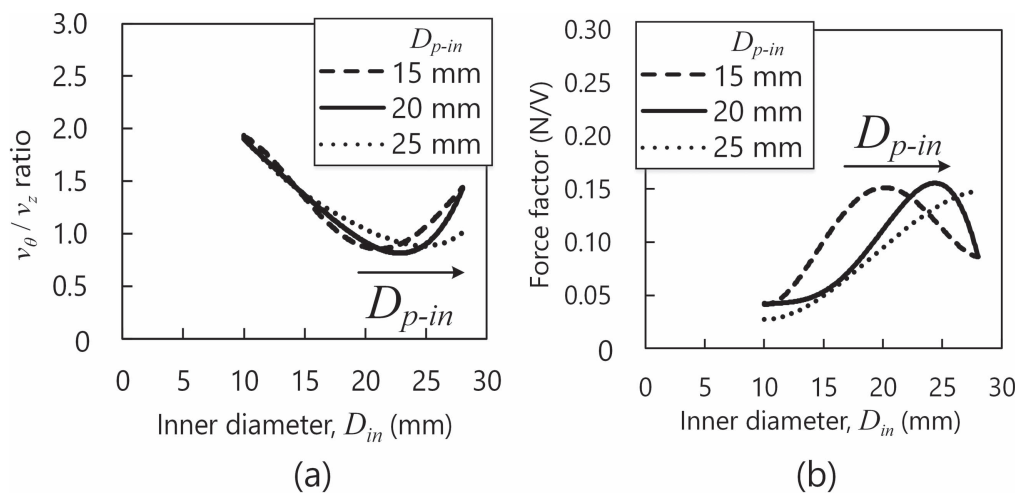 3.0
2.5
2.0
1.5
1.0
0.5
0
vθ / vz ratio
Dp-in
15 mm
20 mm
25 mm
Dp-in
0 5 10 15 20 25 30
Inner diameter, Din (mm)
(a)
0.30
0.25
0.20
0.15
0.10
0.05
0
Force factor (N/V)
Dp-in
15 mm
20 mm
25 mm
Dp-in
0 5 10 15 20 25 30
Inner diameter, Din (mm)
(b)